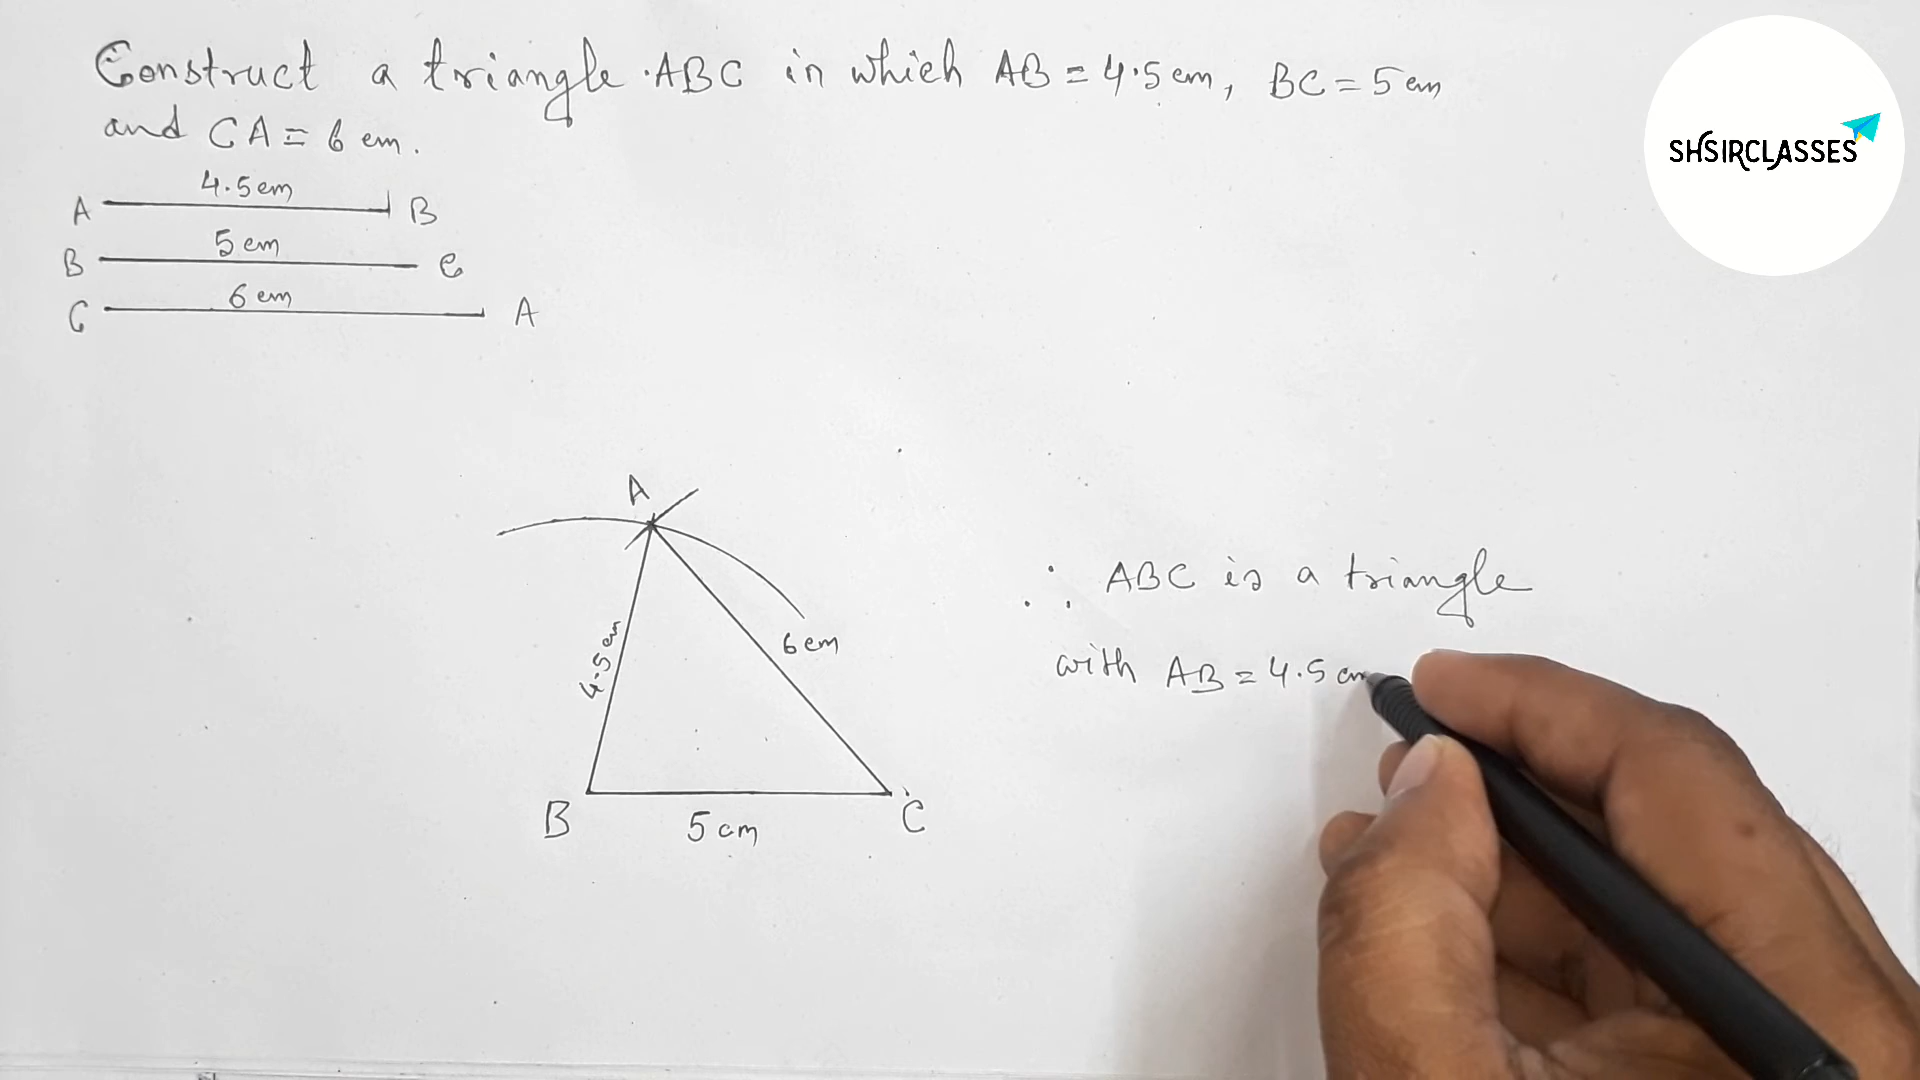 Construct a triangle ABC in which AB = 4.5 cm, BC = 5 cm
and CA = 6 cm.
SHSIRCLASSES
4.5 cm
A B
5 cm
B C
6 cm
C A
A
4.5 cm
6 cm
B C
5 cm
∴ ABC is a triangle
with AB = 4.5 cm